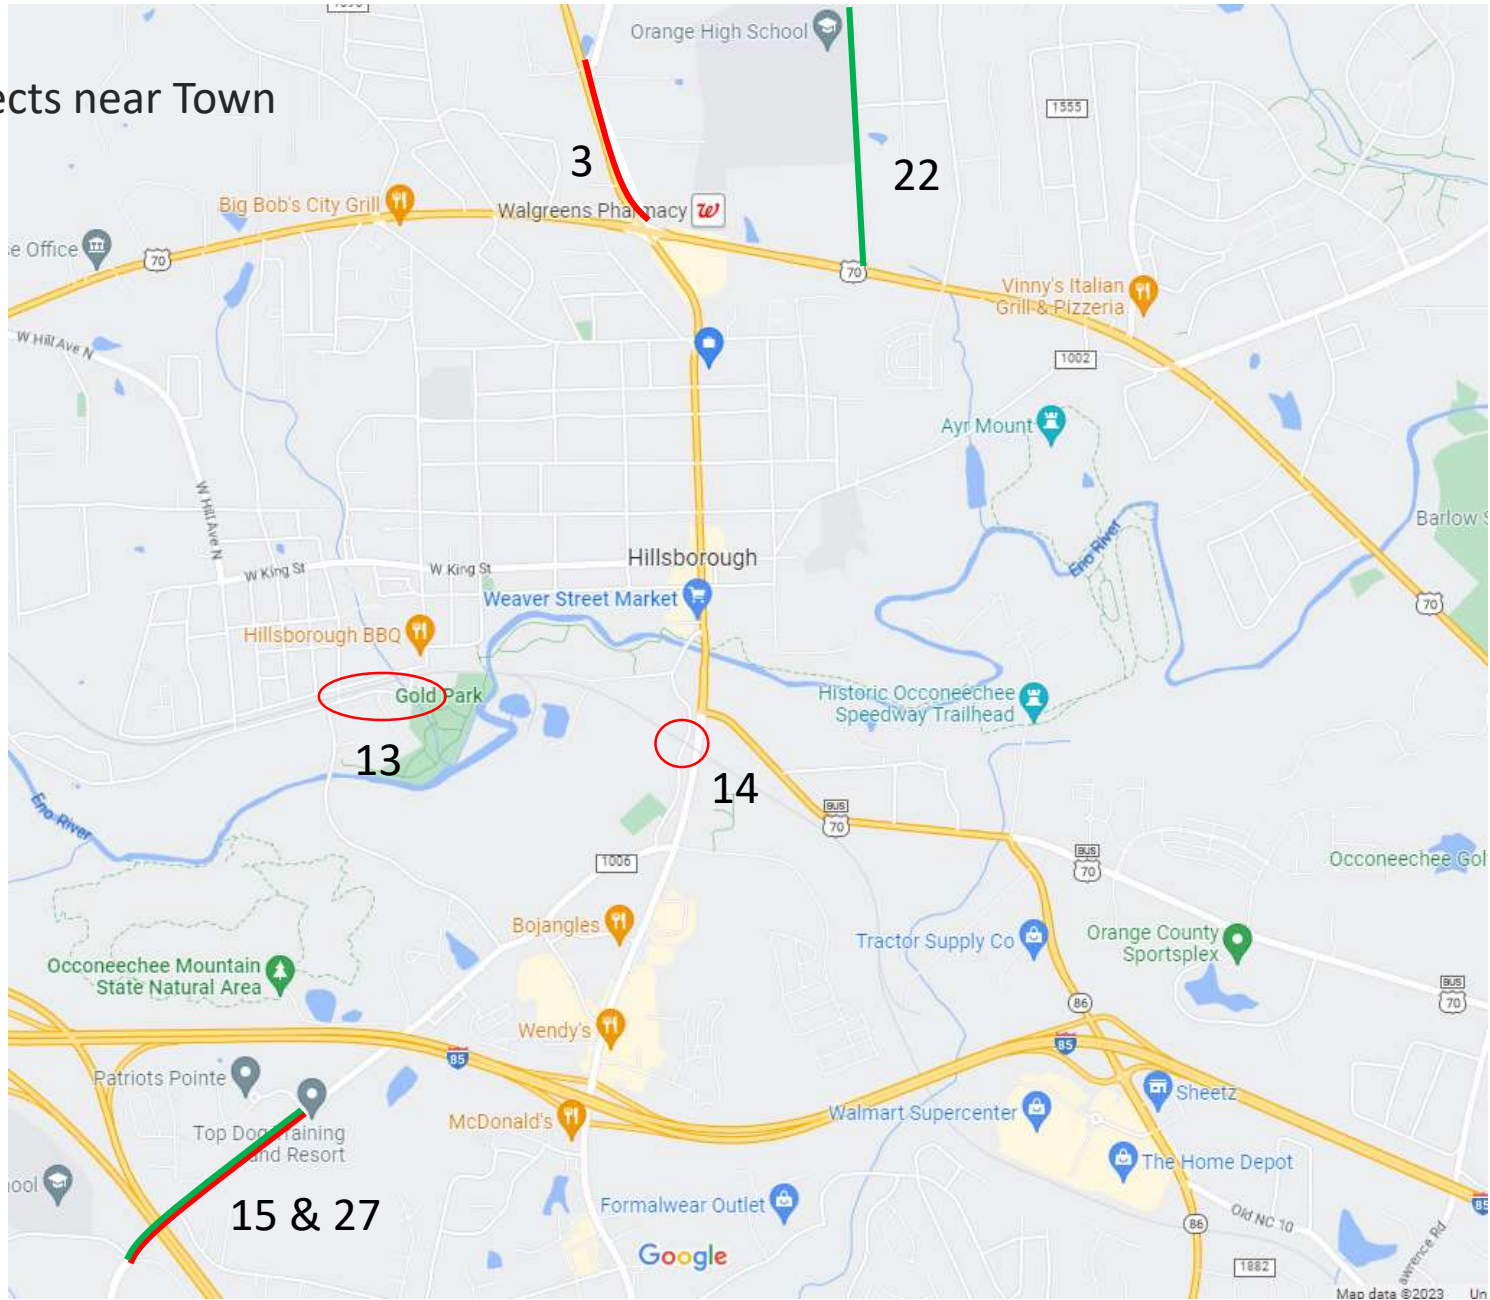 Orange High School
ects near Town
1555
3
22
Big Bob's City Grill
Walgreens Pharmacy
se Office
70
70
Vinny's Italian
Grill & Pizzeria
W Hill Ave N
1002
Ayr Mount
W Hill Ave N
Barlow S
Hillsborough
Eno River
W King St
W King St
Weaver Street Market
70
Hillsborough BBQ
Gold Park
Historic Occoneechee
Speedway Trailhead
13
14
Eno River
BUS
70
1006
BUS
70
Occoneechee Gol
Bojangles
Tractor Supply Co
Orange County
Sportsplex
Occoneechee Mountain
State Natural Area
BUS
70
86
Wendy's
85
85
Patriots Pointe
Sheetz
McDonald's
Walmart Supercenter
Top Dog Training
and Resort
The Home Depot
ool
15 & 27
Formalwear Outlet
85
86
Old NC 10
Google
1882
awrence Rd
Map data ©2023
Un